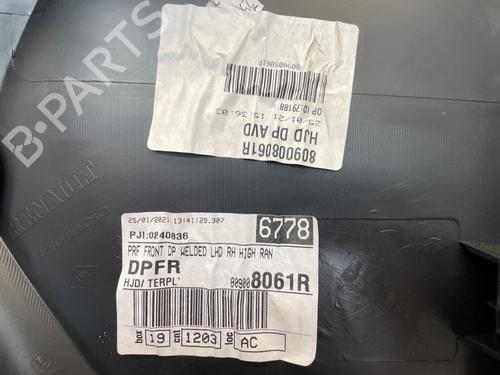 809008061R
OP ID:79188
25/01/21 15:36:03
HJD DP AVD
809008061R
RENAULT
25/01/2021 13:41:29.307
PJI:0240836
6778
PRF FRONT DP WELDED LHD RH HIGH RAN
DPFR
809008061R
HJD/ TERPL'
box 19 cnt 1203 loc AC
B-Parts